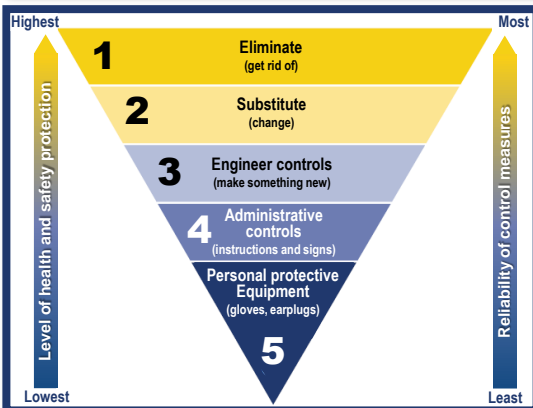 Highest
Most
1
Eliminate
(get rid of)
2
Substitute
(change)
3
Engineer controls
(make something new)
4
Administrative
controls
(instructions and signs)
Personal protective
Equipment
(gloves, earplugs)
5
Level of health and safety protection
Reliability of control measures
Lowest
Least